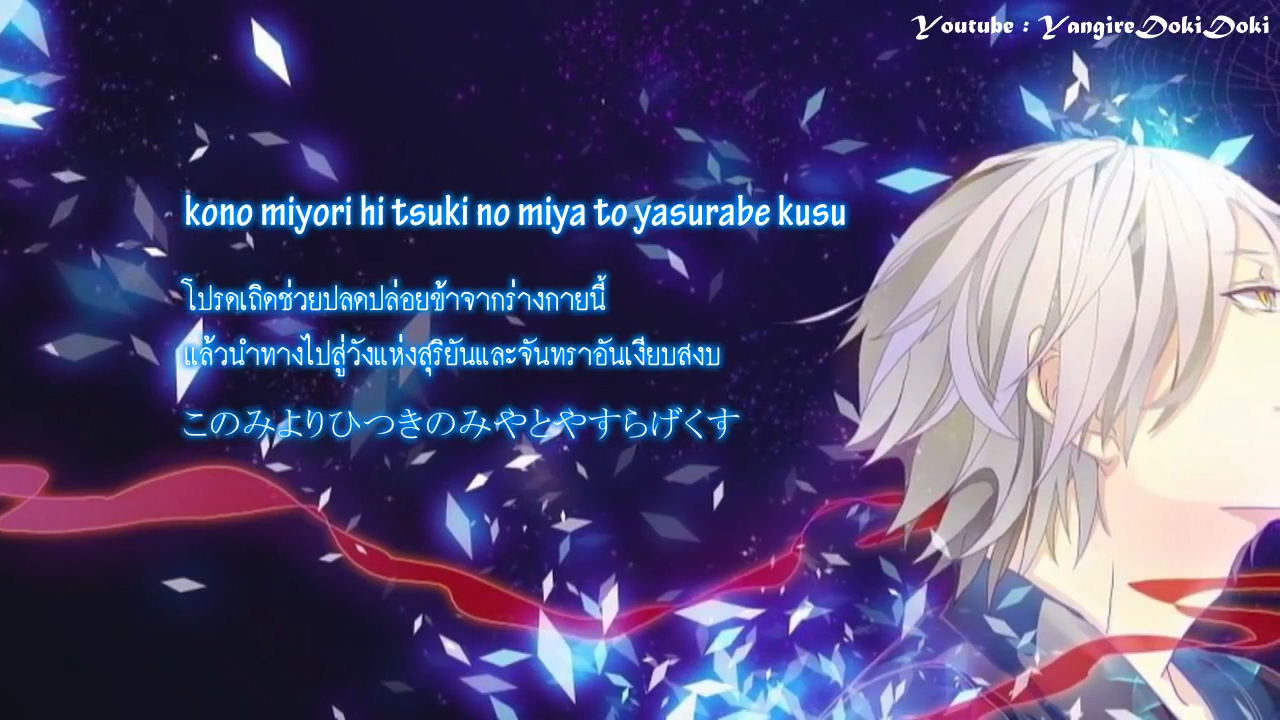 Youtube : YangireDokiDoki
kono miyori hi tsuki no miya to yasurabe kusu
โปรดเถิดช่วยปลดปล่อยข้าจากร่างกายนี้
แล้วนำทางไปสู่วังแห่งสุริยันและจันทราอันเงียบสงบ
このみよりひつきのみやとやすらげくす